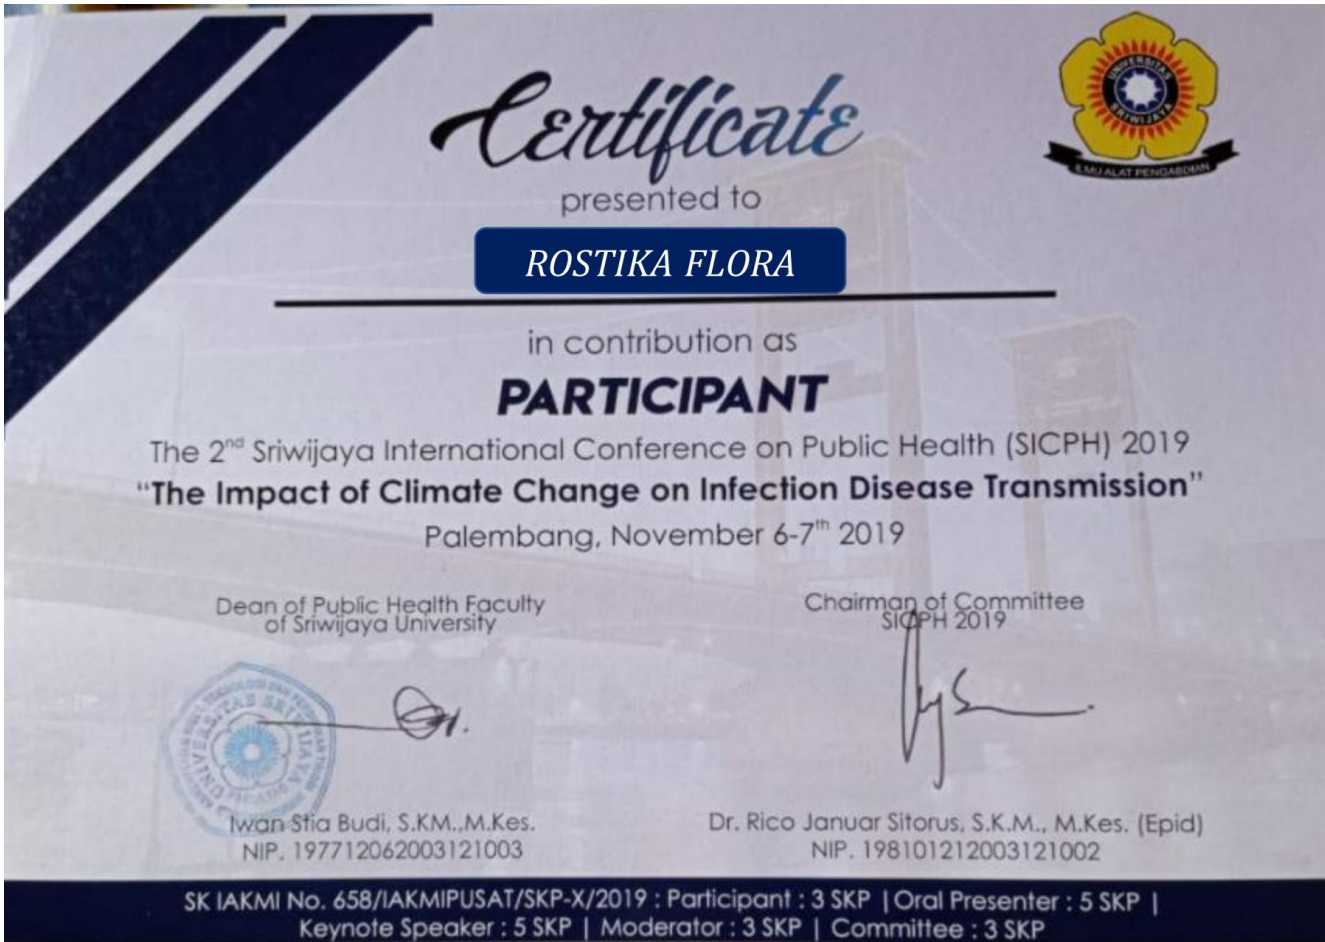 Certificate
UNIVERSITAS
SRIWIJAYA
ILMU ALAT PENGABDIAN
presented to
ROSTIKA FLORA
in contribution as
PARTICIPANT
The 2nd Sriwijaya International Conference on Public Health (SICPH) 2019
“The Impact of Climate Change on Infection Disease Transmission”
Palembang, November 6-7th 2019
Dean of Public Health Faculty
of Sriwijaya University
Chairman of Committee
SICPH 2019
UNIVERSITAS SRIWIJAYA
Iwan Stia Budi, S.KM.,M.Kes.
NIP. 197712062003121003
Dr. Rico Januar Sitorus, S.K.M., M.Kes. (Epid)
NIP. 198101212003121002
SK IAKMI No. 658/IAKMIPUSAT/SKP-X/2019 : Participant : 3 SKP | Oral Presenter : 5 SKP |
Keynote Speaker : 5 SKP | Moderator : 3 SKP | Committee : 3 SKP